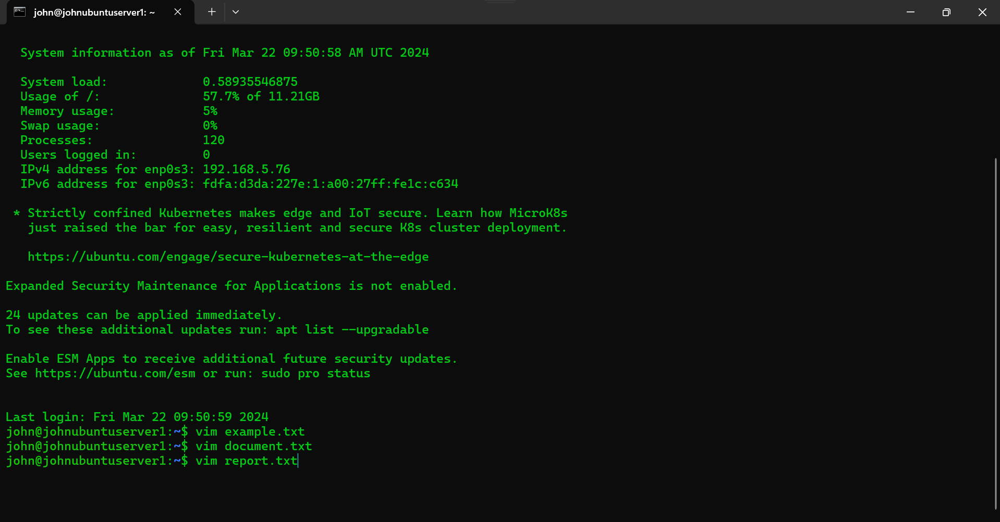 john@johnubuntuserver1: ~
System information as of Fri Mar 22 09:50:58 AM UTC 2024
System load: 0.58935546875
Usage of /: 57.7% of 11.21GB
Memory usage: 5%
Swap usage: 0%
Processes: 120
Users logged in: 0
IPv4 address for enp0s3: 192.168.5.76
IPv6 address for enp0s3: fdfa:d3da:227e:1:a00:27ff:fe1c:c634
* Strictly confined Kubernetes makes edge and IoT secure. Learn how MicroK8s
just raised the bar for easy, resilient and secure K8s cluster deployment.
https://ubuntu.com/engage/secure-kubernetes-at-the-edge
Expanded Security Maintenance for Applications is not enabled.
24 updates can be applied immediately.
To see these additional updates run: apt list --upgradable
Enable ESM Apps to receive additional future security updates.
See https://ubuntu.com/esm or run: sudo pro status
Last login: Fri Mar 22 09:50:59 2024
john@johnubuntuserver1:~$ vim example.txt
john@johnubuntuserver1:~$ vim document.txt
john@johnubuntuserver1:~$ vim report.txt